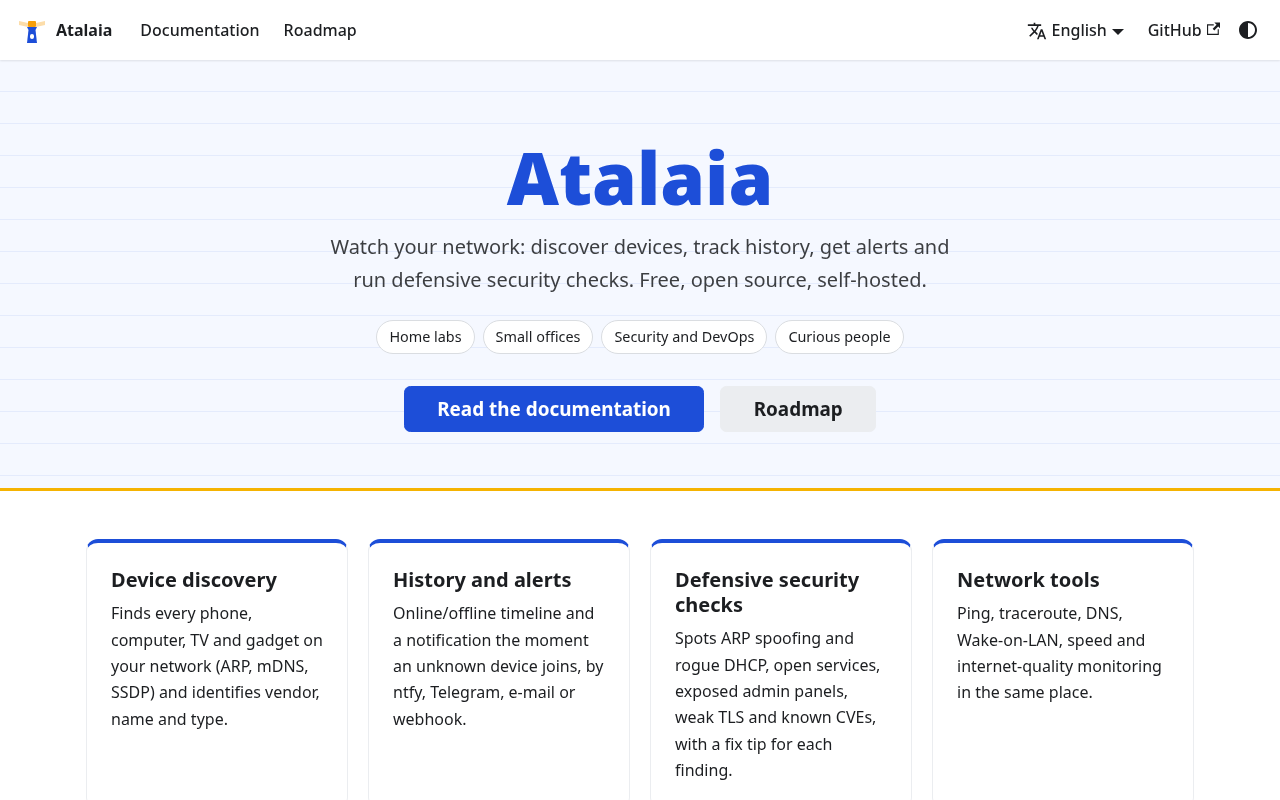 Atalaia
Documentation
Roadmap
English
GitHub
Atalaia
Watch your network: discover devices, track history, get alerts and
run defensive security checks. Free, open source, self-hosted.
Home labs
Small offices
Security and DevOps
Curious people
Read the documentation
Roadmap
Device discovery
Finds every phone,
computer, TV and gadget on
your network (ARP, mDNS,
SSDP) and identifies vendor,
name and type.
History and alerts
Online/offline timeline and
a notification the moment
an unknown device joins, by
ntfy, Telegram, e-mail or
webhook.
Defensive security
checks
Spots ARP spoofing and
rogue DHCP, open services,
exposed admin panels,
weak TLS and known CVEs,
with a fix tip for each
finding.
Network tools
Ping, traceroute, DNS,
Wake-on-LAN, speed and
internet-quality monitoring
in the same place.